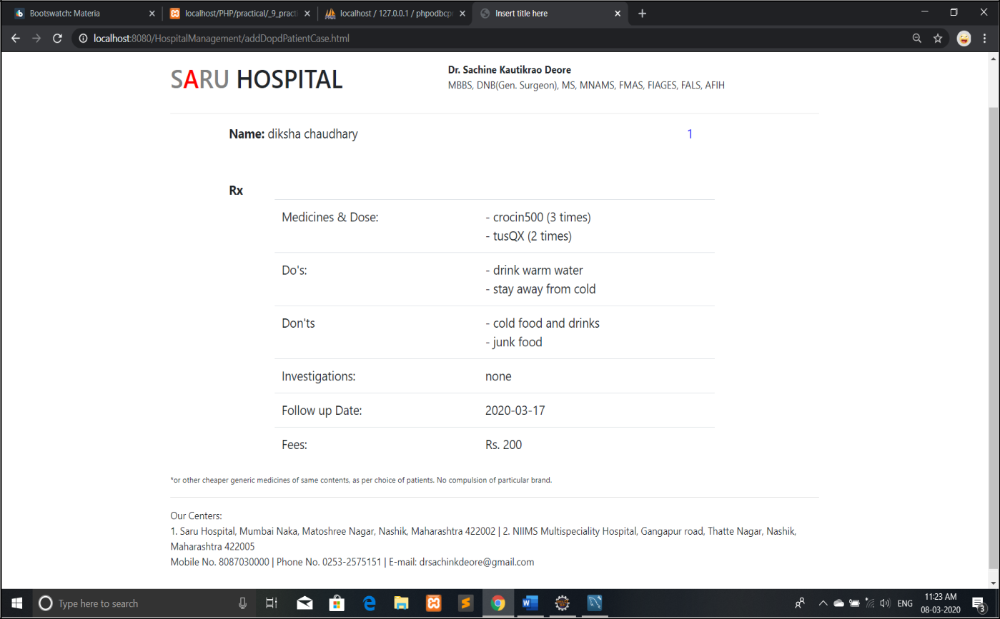 Bootswatch: Materia
localhost/PHP/practical/_9_practi
localhost / 127.0.0.1 / phpodbcpr
Insert title here
localhost:8080/HospitalManagement/addDopdPatientCase.html
SARU HOSPITAL
Dr. Sachine Kautikrao Deore
MBBS, DNB(Gen. Surgeon), MS, MNAMS, FMAS, FIAGES, FALS, AFIH
Name: diksha chaudhary 1
Rx
Medicines & Dose: - crocin500 (3 times)
- tusQX (2 times)
Do's: - drink warm water
- stay away from cold
Don'ts - cold food and drinks
- junk food
Investigations: none
Follow up Date: 2020-03-17
Fees: Rs. 200
*or other cheaper generic medicines of same contents, as per choice of patients. No compulsion of particular brand.
Our Centers:
1. Saru Hospital, Mumbai Naka, Matoshree Nagar, Nashik, Maharashtra 422002 | 2. NIIMS Multispeciality Hospital, Gangapur road, Thatte Nagar, Nashik,
Maharashtra 422005
Mobile No. 8087030000 | Phone No. 0253-2575151 | E-mail: drsachinkdeore@gmail.com
Type here to search
ENG
11:23 AM
08-03-2020
3